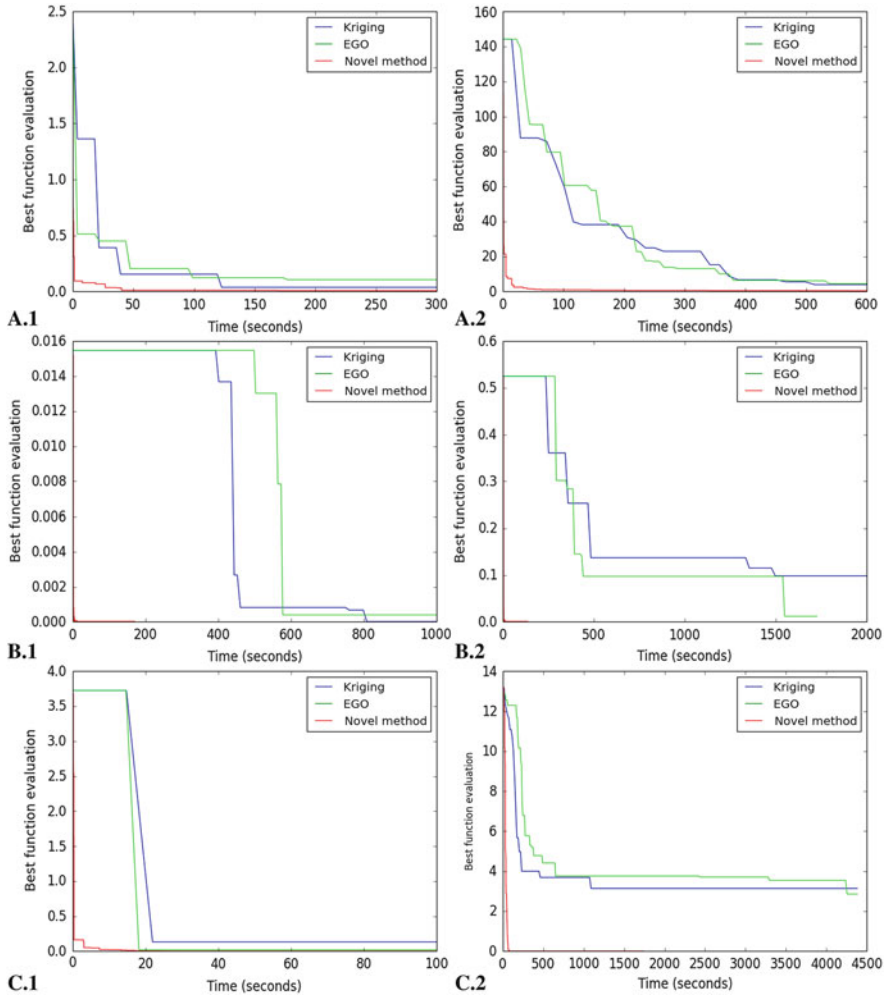 2.5
2.0
1.5
1.0
0.5
0.0
Best function evaluation
Kriging
EGO
Novel method
0 50 100 150 200 250 300
Time (seconds)
A.1
160
140
120
100
80
60
40
20
0
Best function evaluation
Kriging
EGO
Novel method
0 100 200 300 400 500 600
Time (seconds)
A.2
0.016
0.014
0.012
0.010
0.008
0.006
0.004
0.002
0.000
Best function evaluation
Kriging
EGO
Novel method
0 200 400 600 800 1000
Time (seconds)
B.1
0.6
0.5
0.4
0.3
0.2
0.1
0.0
Best function evaluation
Kriging
EGO
Novel method
0 500 1000 1500 2000
Time (seconds)
B.2
4.0
3.5
3.0
2.5
2.0
1.5
1.0
0.5
0.0
Best function evaluation
Kriging
EGO
Novel method
0 20 40 60 80 100
Time (seconds)
C.1
14
12
10
8
6
4
2
0
Best function evaluation
Kriging
EGO
Novel method
0 500 1000 1500 2000 2500 3000 3500 4000 4500
Time (seconds)
C.2